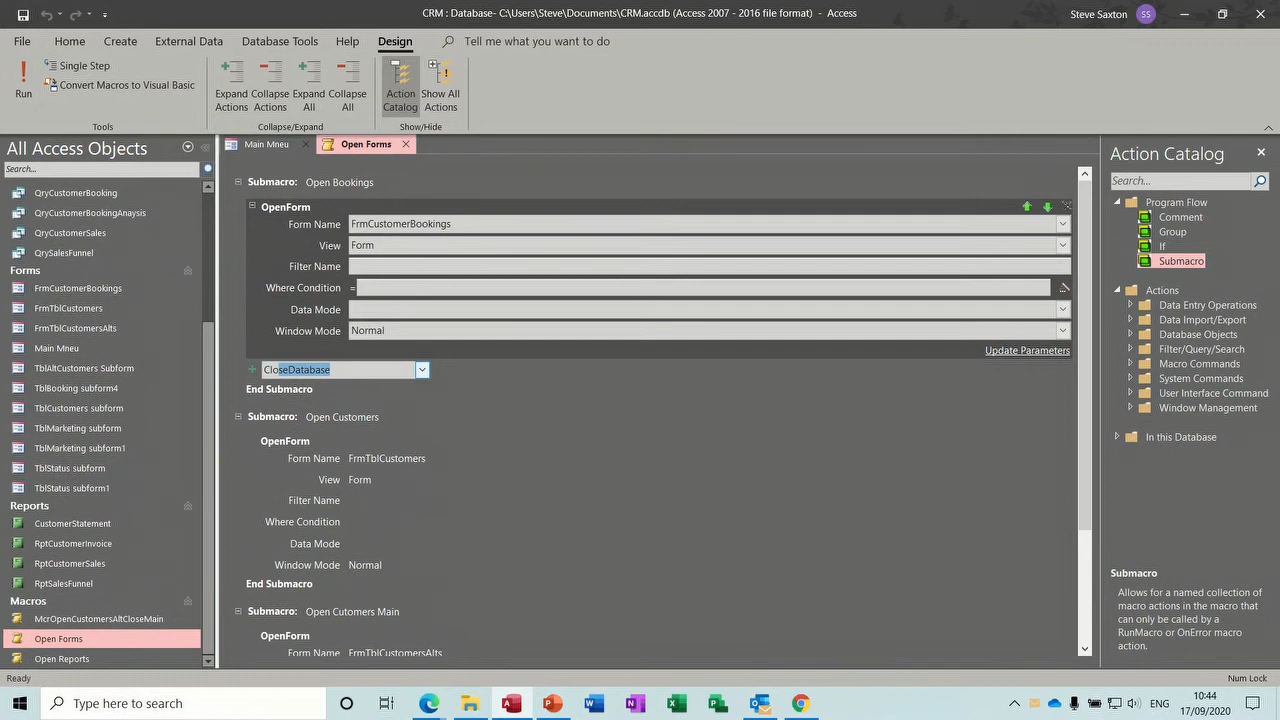 CRM : Database- C:\Users\Steve\Documents\CRM.accdb (Access 2007 - 2016 file format) - Access
Steve Saxton
SS
File
Home
Create
External Data
Database Tools
Help
Design
Tell me what you want to do
Run
Single Step
Convert Macros to Visual Basic
Tools
Expand Actions
Collapse Actions
Expand All
Collapse All
Collapse/Expand
Action Catalog
Show All Actions
Show/Hide
All Access Objects
Search...
QryCustomerBooking
QryCustomerBookingAnaysis
QryCustomerSales
QrySalesFunnel
Forms
FrmCustomerBookings
FrmTblCustomers
FrmTblCustomersAlts
Main Mneu
TblAltCustomers Subform
TblBooking subform4
TblCustomers subform
TblMarketing subform
TblMarketing subform1
TblStatus subform
TblStatus subform1
Reports
CustomerStatement
RptCustomerInvoice
RptCustomerSales
RptSalesFunnel
Macros
McrOpenCustomersAltCloseMain
Open Forms
Open Reports
Main Mneu
Open Forms
Submacro: Open Bookings
OpenForm
Form Name FrmCustomerBookings
View Form
Filter Name
Where Condition =
Data Mode
Window Mode Normal
Update Parameters
CloseDatabase
End Submacro
Submacro: Open Customers
OpenForm
Form Name FrmTblCustomers
View Form
Filter Name
Where Condition
Data Mode
Window Mode Normal
End Submacro
Submacro: Open Cutomers Main
OpenForm
Form Name FrmTblCustomersAlts
Action Catalog
Search...
Program Flow
Comment
Group
If
Submacro
Actions
Data Entry Operations
Data Import/Export
Database Objects
Filter/Query/Search
Macro Commands
System Commands
User Interface Command
Window Management
In this Database
Submacro
Allows for a named collection of
macro actions in the macro that
can only be called by a
RunMacro or OnError macro
action.
Ready
Num Lock
Type here to search
ENG
10:44
17/09/2020